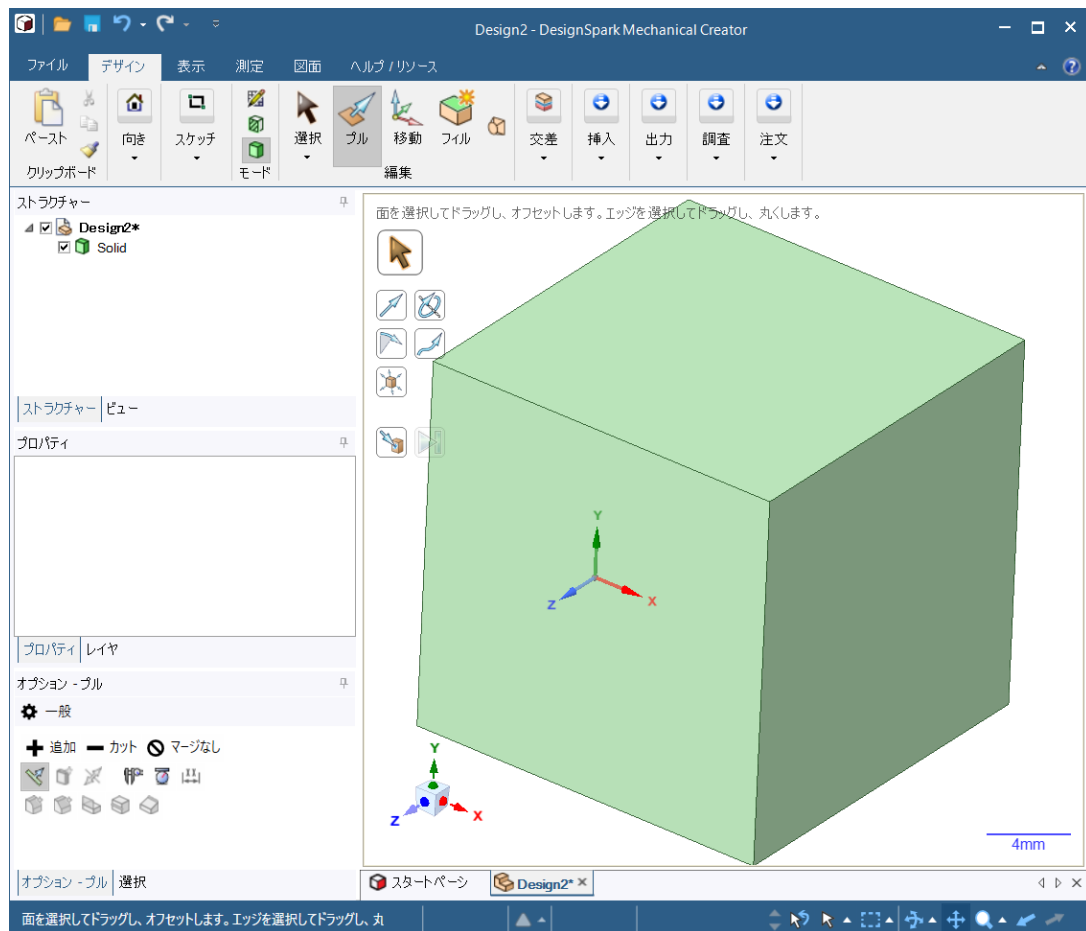 Design2 - DesignSpark Mechanical Creator
ファイル デザイン 表示 測定 図面 ヘルプ / リソース
ペースト 向き スケッチ 選択 プル 移動 フィル 交差 挿入 出力 調査 注文
クリップボード モード 編集
ストラクチャー
Design2*
Solid
ストラクチャー ビュー
プロパティ
プロパティ レイヤ
オプション - プル
一般
追加 カット マージなし
オプション - プル 選択
面を選択してドラッグし、オフセットします。エッジを選択してドラッグし、丸くします。
Y
Z
X
Y
Z
X
4mm
スタートページ Design2*
面を選択してドラッグし、オフセットします。エッジを選択してドラッグし、丸